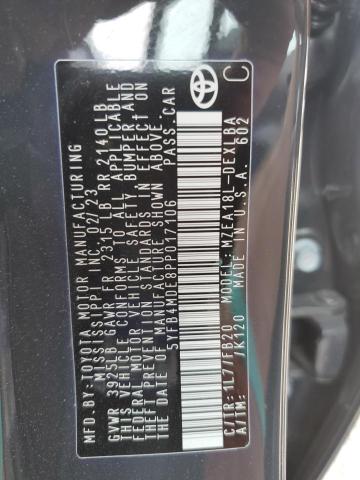 MFD.BY:TOYOTA MOTOR MANUFACTURING
MISSISSIPPI INC. 02/23
GVWR 3925LB GAWR FR 2315 LB RR 2140LB
THIS VEHICLE CONFORMS TO ALL APPLICABLE
FEDERAL MOTOR VEHICLE SAFETY, BUMPER AND
THEFT PREVENTION STANDARDS IN EFFECT ON
THE DATE OF MANUFACTURE SHOWN ABOVE.
5YFB4MDE8PP017106 PASS.CAR
C/TR:1L7/FB20 MODEL:MZEA18L-DEXLBA
A/TM: /K120 MADE IN U.S.A. 602
TOYOTA
C